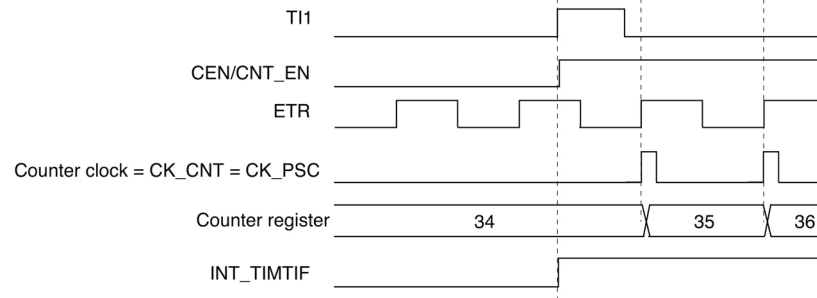 TI1
CEN/CNT_EN
ETR
Counter clock = CK_CNT = CK_PSC
Counter register 34 35 36
INT_TIMTIF